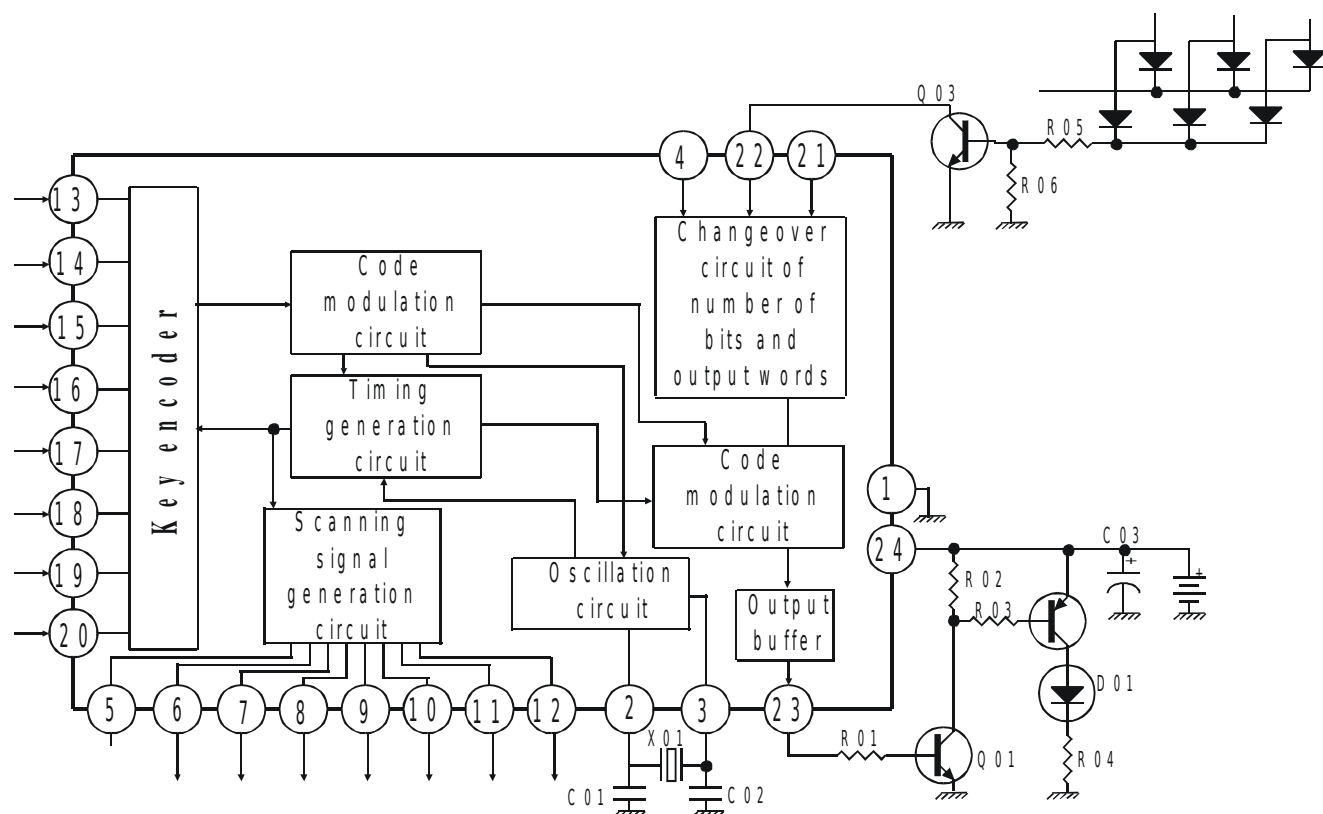 Q03
R05
4
22
21
13
R06
Changeover
circuit of
number of
bits and
output words
14
Code
modulation
circuit
15
Key encoder
16
Timing
generation
circuit
17
Code
modulation
circuit
1
18
Scanning
signal
generation
circuit
24
C03
+
19
Oscillation
circuit
R02
+
Output
buffer
R03
20
D01
5
6
7
8
9
10
11
12
2
3
23
X01
R01
Q01
R04
C01
C02